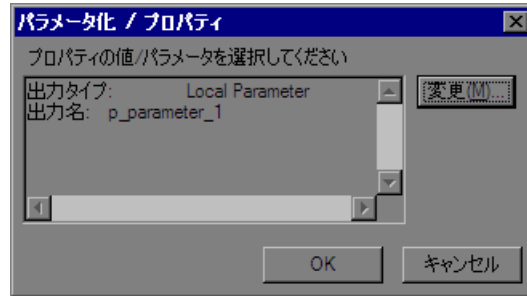 パラメータ化 / プロパティ
プロパティの値/パラメータを選択してください
出力タイプ: Local Parameter
出力名: p_parameter_1
変更(M)...
OK
キャンセル